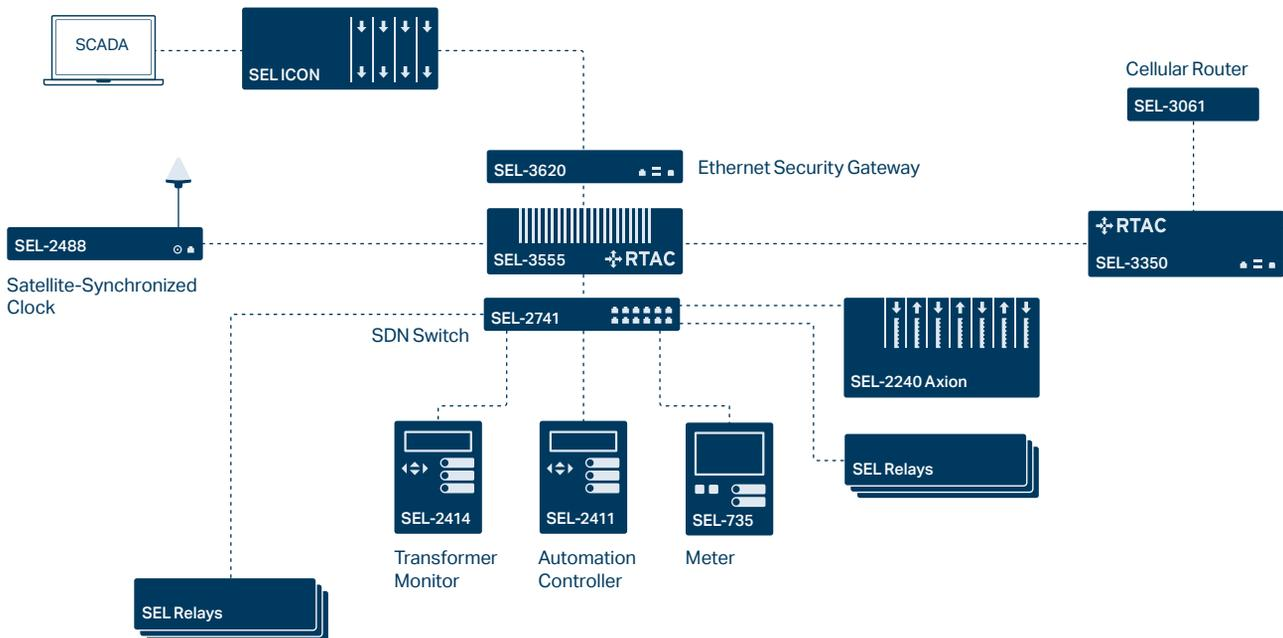 SCADA
SEL ICON
Cellular Router
SEL-3061
SEL-3620
Ethernet Security Gateway
SEL-2488
Satellite-Synchronized
Clock
SEL-3555
RTAC
RTAC
SEL-3350
SEL-2741
SDN Switch
SEL-2240 Axion
SEL Relays
SEL-2414
Transformer
Monitor
SEL-2411
Automation
Controller
SEL-735
Meter
SEL Relays